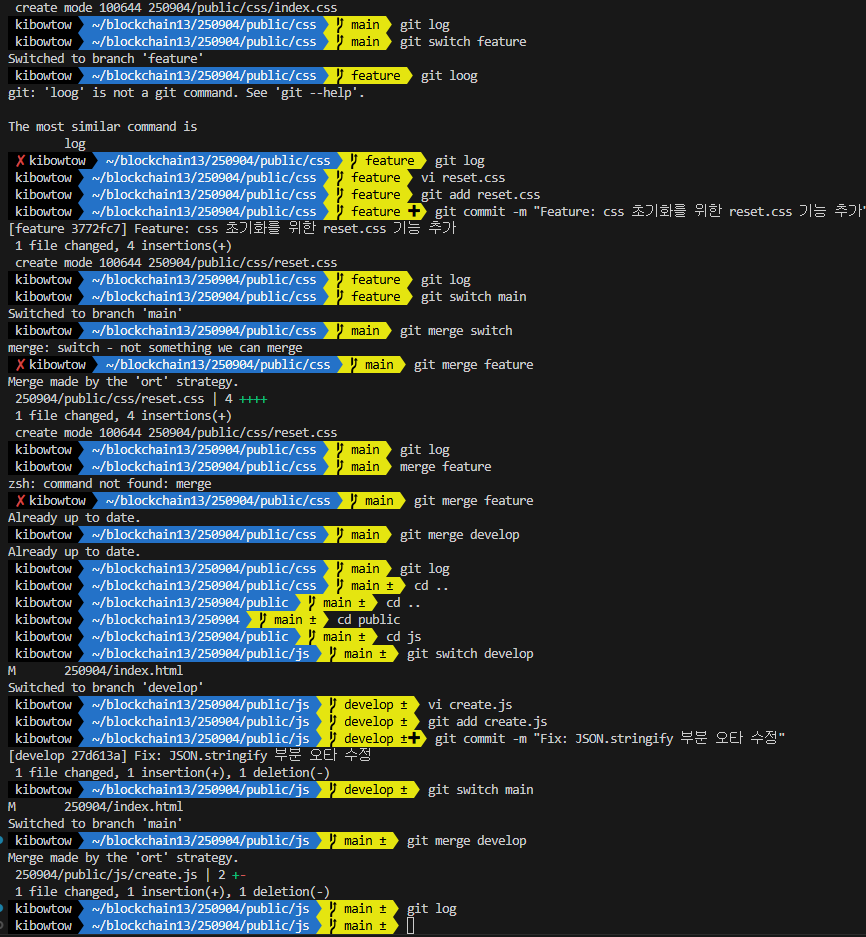 create mode 100644 250904/public/css/index.css
kibowtow ~/blockchain13/250904/public/css main git log
kibowtow ~/blockchain13/250904/public/css main git switch feature
Switched to branch 'feature'
kibowtow ~/blockchain13/250904/public/css feature git loog
git: 'loog' is not a git command. See 'git --help'.
The most similar command is
log
✗ kibowtow ~/blockchain13/250904/public/css feature git log
kibowtow ~/blockchain13/250904/public/css feature vi reset.css
kibowtow ~/blockchain13/250904/public/css feature git add reset.css
kibowtow ~/blockchain13/250904/public/css feature ✚ git commit -m "Feature: css 초기화를 위한 reset.css 기능 추가"
[feature 3772fc7] Feature: css 초기화를 위한 reset.css 기능 추가
1 file changed, 4 insertions(+)
create mode 100644 250904/public/css/reset.css
kibowtow ~/blockchain13/250904/public/css feature git log
kibowtow ~/blockchain13/250904/public/css feature git switch main
Switched to branch 'main'
kibowtow ~/blockchain13/250904/public/css main git merge switch
merge: switch - not something we can merge
✗ kibowtow ~/blockchain13/250904/public/css main git merge feature
Merge made by the 'ort' strategy.
250904/public/css/reset.css | 4 ++++
1 file changed, 4 insertions(+)
create mode 100644 250904/public/css/reset.css
kibowtow ~/blockchain13/250904/public/css main git log
kibowtow ~/blockchain13/250904/public/css main merge feature
zsh: command not found: merge
✗ kibowtow ~/blockchain13/250904/public/css main git merge feature
Already up to date.
kibowtow ~/blockchain13/250904/public/css main git merge develop
Already up to date.
kibowtow ~/blockchain13/250904/public/css main git log
kibowtow ~/blockchain13/250904/public/css main ± cd ..
kibowtow ~/blockchain13/250904/public main ± cd ..
kibowtow ~/blockchain13/250904 main ± cd public
kibowtow ~/blockchain13/250904/public main ± cd js
kibowtow ~/blockchain13/250904/public/js main ± git switch develop
M 250904/index.html
Switched to branch 'develop'
kibowtow ~/blockchain13/250904/public/js develop ± vi create.js
kibowtow ~/blockchain13/250904/public/js develop ± git add create.js
kibowtow ~/blockchain13/250904/public/js develop ±✚ git commit -m "Fix: JSON.stringify 부분 오타 수정"
[develop 27d613a] Fix: JSON.stringify 부분 오타 수정
1 file changed, 1 insertion(+), 1 deletion(-)
kibowtow ~/blockchain13/250904/public/js develop ± git switch main
M 250904/index.html
Switched to branch 'main'
kibowtow ~/blockchain13/250904/public/js main ± git merge develop
Merge made by the 'ort' strategy.
250904/public/js/create.js | 2 +-
1 file changed, 1 insertion(+), 1 deletion(-)
kibowtow ~/blockchain13/250904/public/js main ± git log
kibowtow ~/blockchain13/250904/public/js main ±